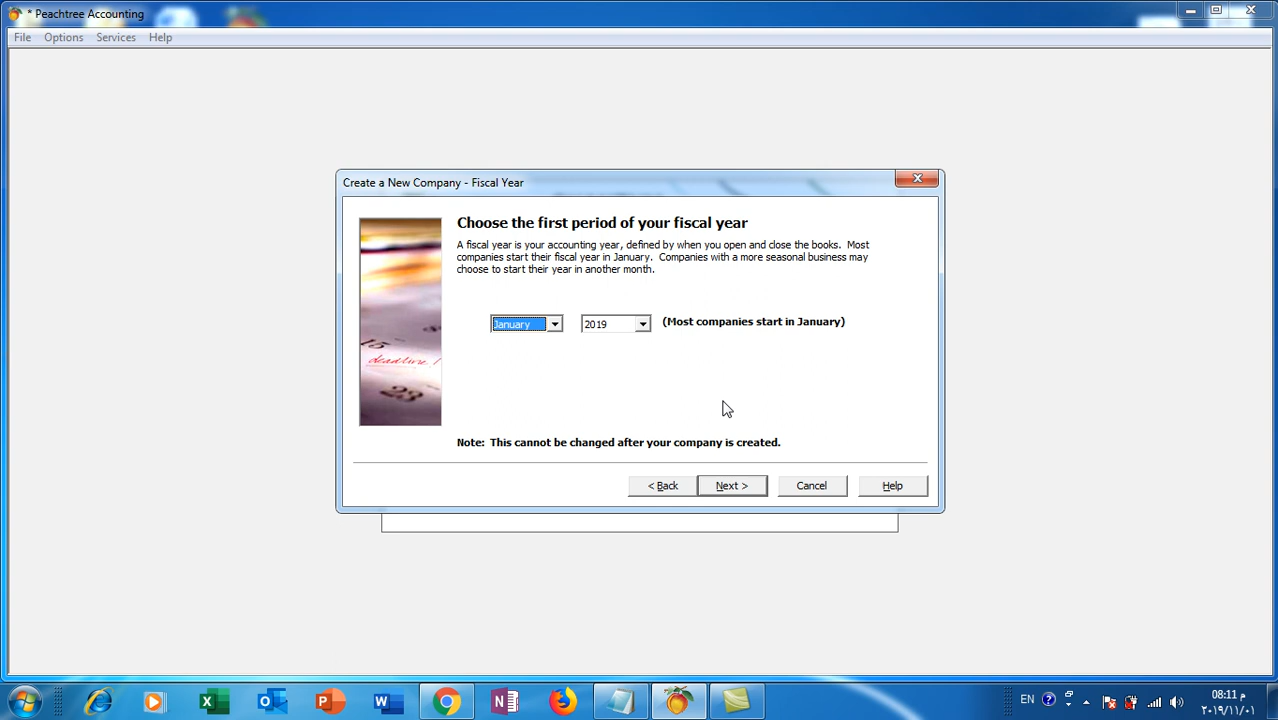 * Peachtree Accounting
File Options Services Help
Create a New Company - Fiscal Year
Choose the first period of your fiscal year
A fiscal year is your accounting year, defined by when you open and close the books. Most
companies start their fiscal year in January. Companies with a more seasonal business may
choose to start their year in another month.
January 2019 (Most companies start in January)
15
deadline!
23
Note: This cannot be changed after your company is created.
< Back Next > Cancel Help
EN
08:11 م
٢٠١٩/١١/٠١